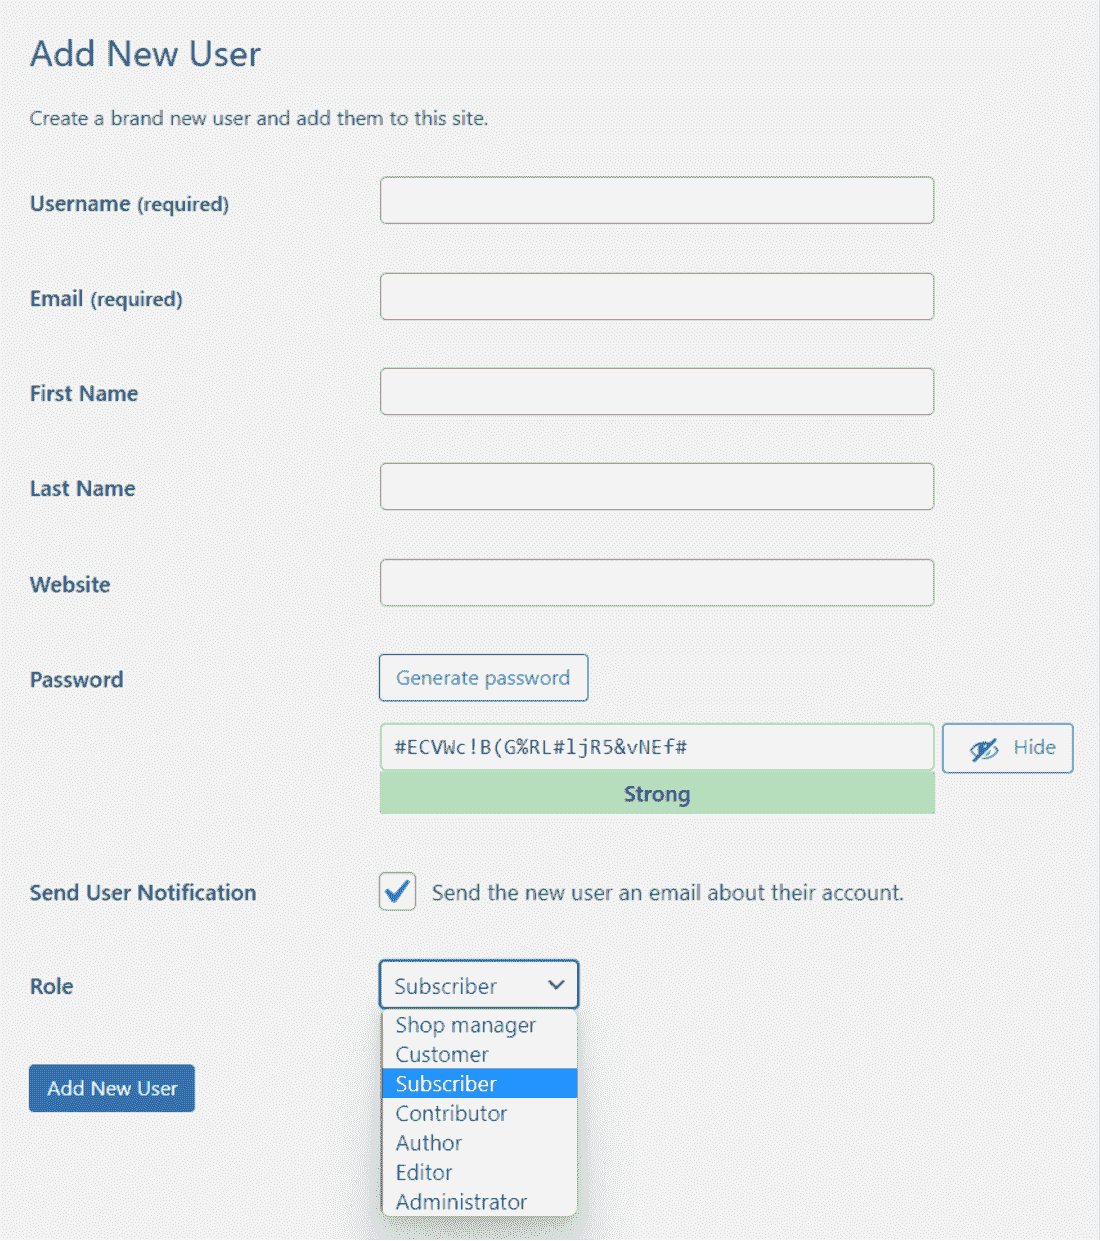 Add New User
Create a brand new user and add them to this site.
Username (required)
Email (required)
First Name
Last Name
Website
Password
Generate password
#ECVWc!B(G%RL#ljR5&vNEf#
Hide
Strong
Send User Notification
Send the new user an email about their account.
Role
Subscriber
Shop manager
Customer
Subscriber
Contributor
Author
Editor
Administrator
Add New User